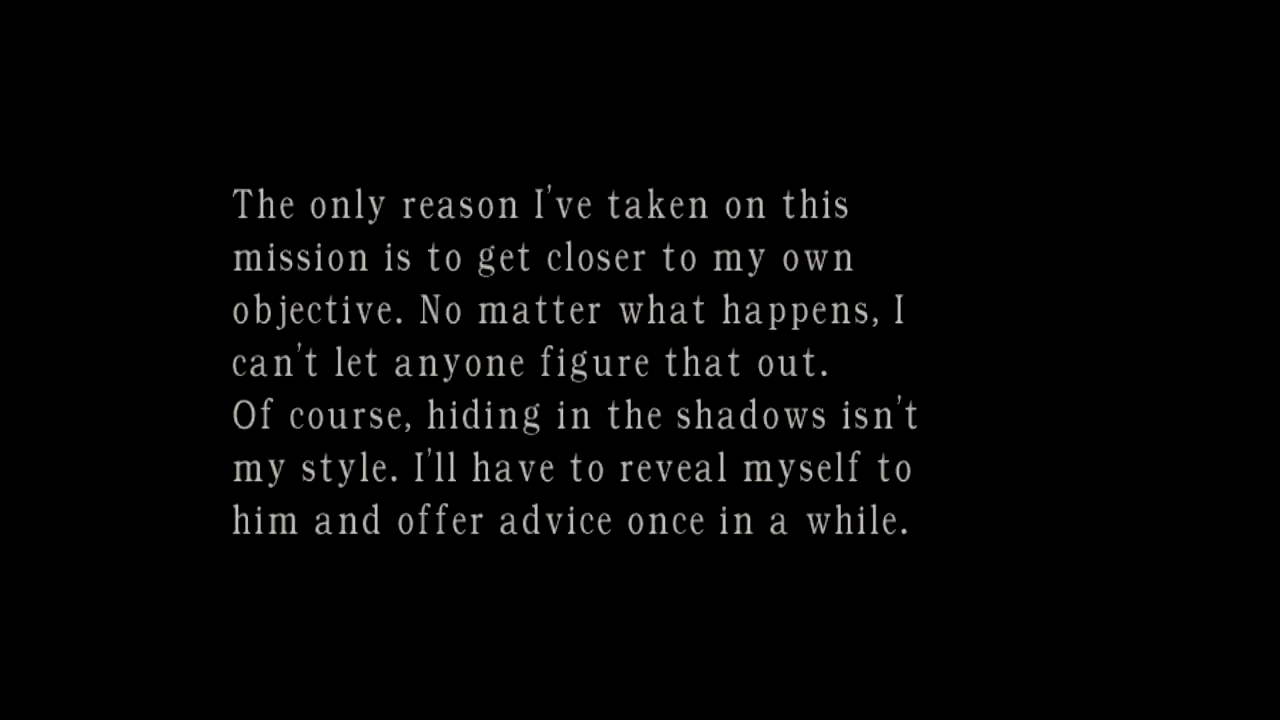 The only reason I've taken on this
mission is to get closer to my own
objective. No matter what happens, I
can't let anyone figure that out.
Of course, hiding in the shadows isn't
my style. I'll have to reveal myself to
him and offer advice once in a while.